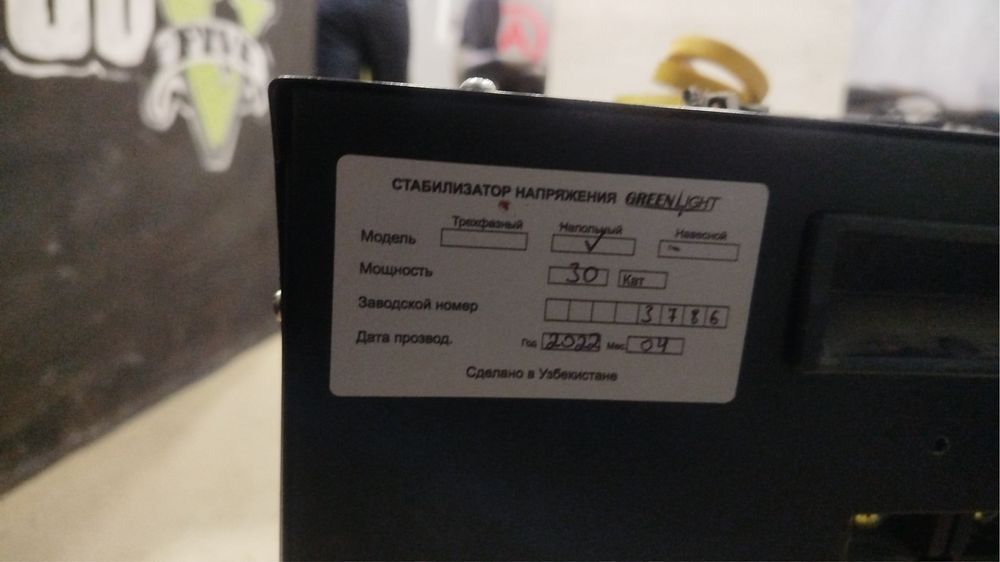 FIVE
СТАБИЛИЗАТОР НАПРЯЖЕНИЯ GREENLIGHT
Трехфазный Напольный Навесной
Модель ✓
Мощность 30 Квт
Заводской номер 3786
Дата прозвод. Год 2022 Мес 04
Сделано в Узбекистане